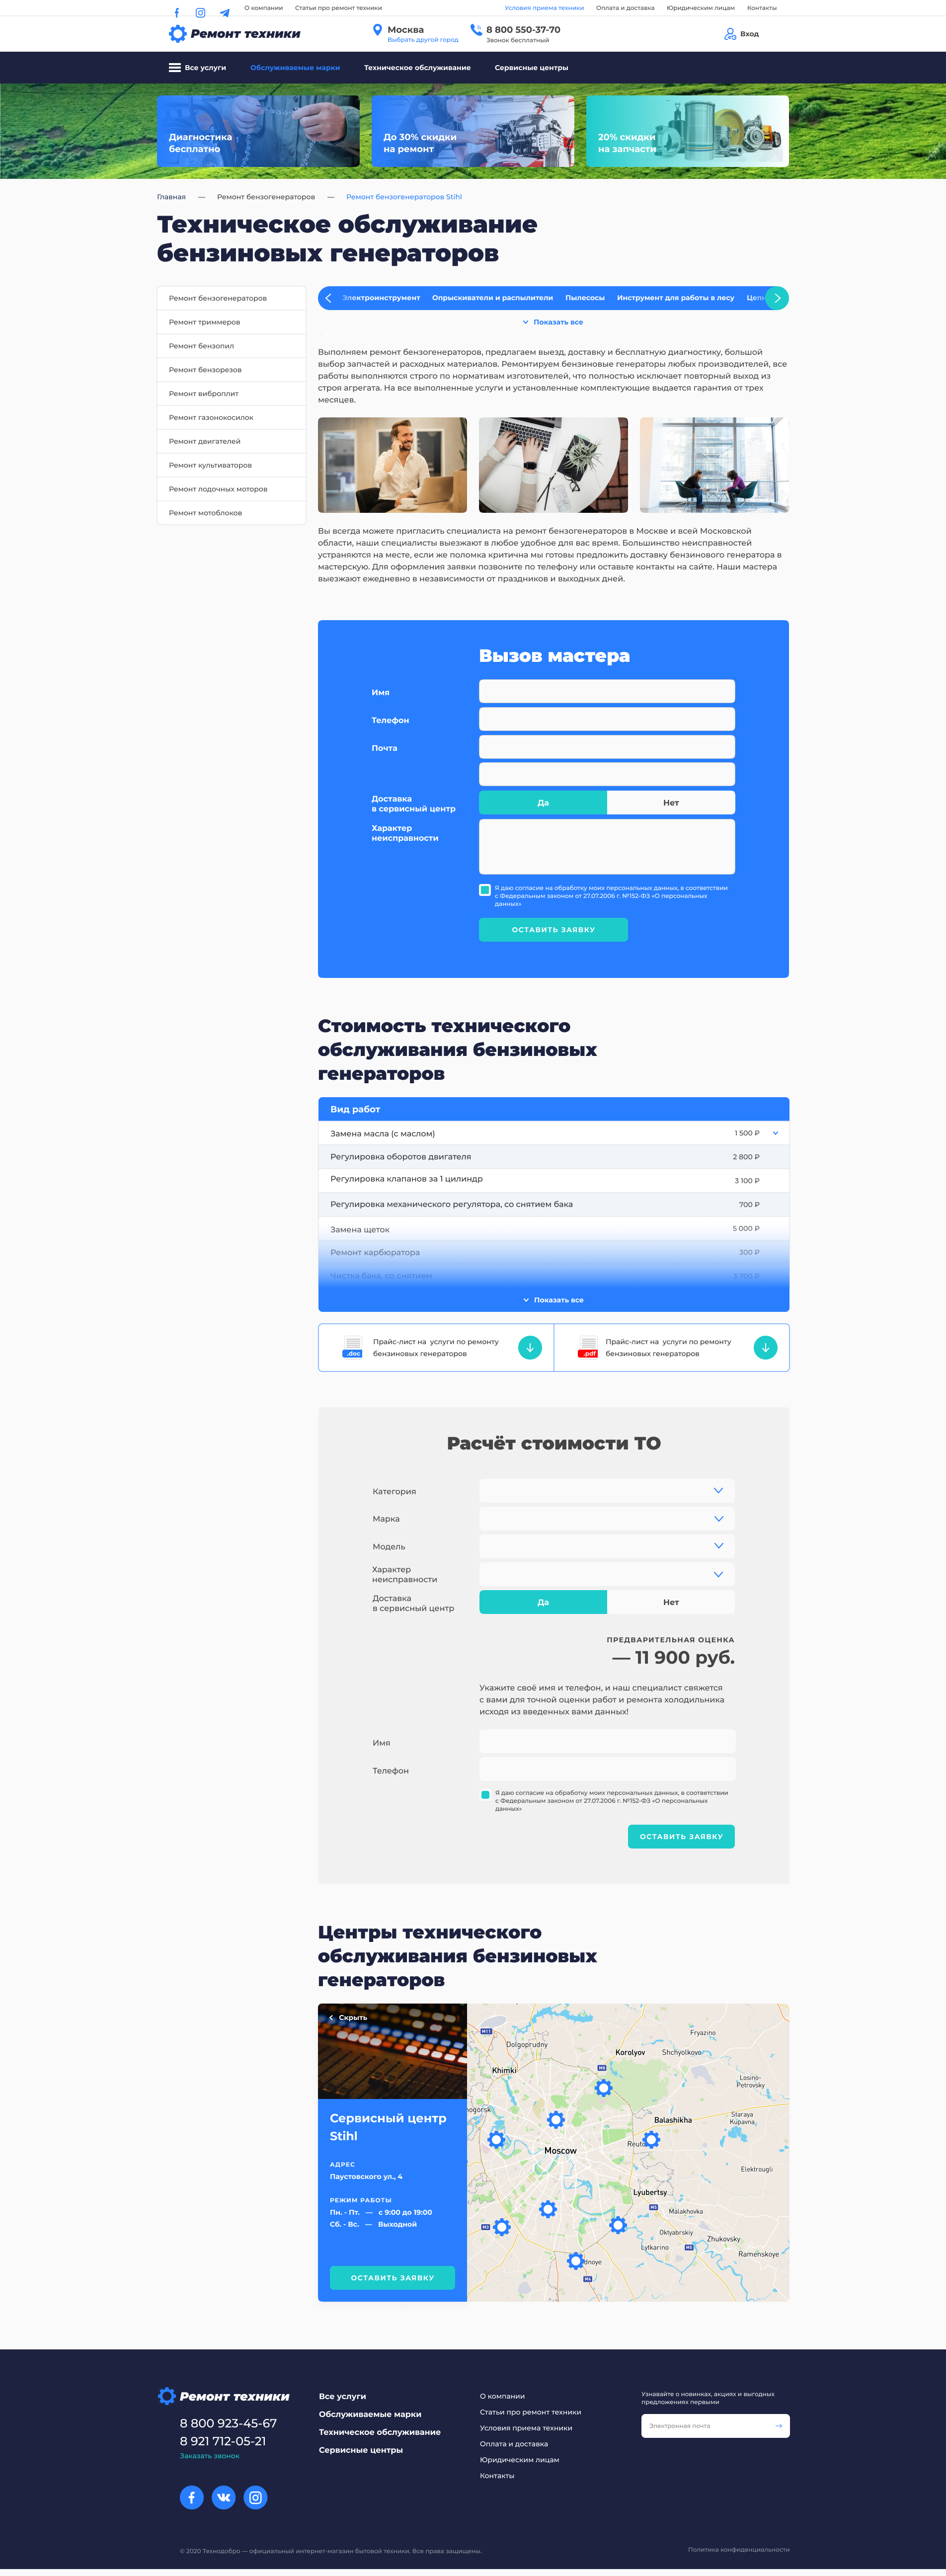 О компании
Статьи про ремонт техники
Условия приема техники
Оплата и доставка
Юридическим лицам
Контакты
Ремонт техники
Москва
Выбрать другой город
8 800 550-37-70
Звонок бесплатный
Вход
Все услуги
Обслуживаемые марки
Техническое обслуживание
Сервисные центры
Диагностика
бесплатно
До 30% скидки
на ремонт
20% скидки
на запчасти
Главная — Ремонт бензогенераторов — Ремонт бензогенераторов Stihl
Техническое обслуживание
бензиновых генераторов
Ремонт бензогенераторов
Ремонт триммеров
Ремонт бензопил
Ремонт бензорезов
Ремонт виброплит
Ремонт газонокосилок
Ремонт двигателей
Ремонт культиваторов
Ремонт лодочных моторов
Ремонт мотоблоков
Электроинструмент
Опрыскиватели и распылители
Пылесосы
Инструмент для работы в лесу
Показать все
Выполняем ремонт бензогенераторов, предлагаем выезд, доставку и бесплатную диагностику, большой
выбор запчастей и расходных материалов. Ремонтируем бензиновые генераторы любых производителей, все
работы выполняются строго по нормативам изготовителей, что полностью исключает повторный выход из
строя агрегата. На все выполненные услуги и установленные комплектующие выдается гарантия от трех
месяцев.
Вы всегда можете пригласить специалиста на ремонт бензогенераторов в Москве и всей Московской
области, наши специалисты выезжают в любое удобное для вас время. Большинство неисправностей
устраняются на месте, если же поломка критична мы готовы предложить доставку бензинового генератора в
мастерскую. Для оформления заявки позвоните по телефону или оставьте контакты на сайте. Наши мастера
выезжают ежедневно в независимости от праздников и выходных дней.
Вызов мастера
Имя
Телефон
Почта
Доставка
в сервисный центр
Да
Нет
Характер
неисправности
Я даю согласие на обработку моих персональных данных, в соответствии
с Федеральным законом от 27.07.2006 г. №152-ФЗ «О персональных
данных»
ОСТАВИТЬ ЗАЯВКУ
Стоимость технического
обслуживания бензиновых
генераторов
Вид работ
Замена масла (с маслом) 1 500 ₽
Регулировка оборотов двигателя 2 800 ₽
Регулировка клапанов за 1 цилиндр 3 100 ₽
Регулировка механического регулятора, со снятием бака 700 ₽
Замена щеток 5 000 ₽
Ремонт карбюратора 300 ₽
Чистка бака, со снятием 3 700 ₽
Показать все
.doc
Прайс-лист на услуги по ремонту
бензиновых генераторов
.pdf
Прайс-лист на услуги по ремонту
бензиновых генераторов
Расчёт стоимости ТО
Категория
Марка
Модель
Характер
неисправности
Доставка
в сервисный центр
Да
Нет
ПРЕДВАРИТЕЛЬНАЯ ОЦЕНКА
— 11 900 руб.
Укажите своё имя и телефон, и наш специалист свяжется
с вами для точной оценки работ и ремонта холодильника
исходя из введенных вами данных!
Имя
Телефон
Я даю согласие на обработку моих персональных данных, в соответствии
с Федеральным законом от 27.07.2006 г. №152-ФЗ «О персональных
данных»
ОСТАВИТЬ ЗАЯВКУ
Центры технического
обслуживания бензиновых
генераторов
Скрыть
Сервисный центр
Stihl
АДРЕС
Паустовского ул., 4
РЕЖИМ РАБОТЫ
Пн. - Пт. — с 9:00 до 19:00
Сб. - Вс. — Выходной
ОСТАВИТЬ ЗАЯВКУ
M11
Dolgoprudny
Fryazino
Korolyov
Shchyolkovo
Khimki
M8
Losino-
Petrovsky
Staraya
Kupavna
Balashikha
Moscow
Elektrougli
Lyubertsy
M5
Malakhovka
M3
Oktyabrskiy
Zhukovsky
Lytkarino
M5
Ramenskoye
M4
Ремонт техники
8 800 923-45-67
8 921 712-05-21
Заказать звонок
Все услуги
Обслуживаемые марки
Техническое обслуживание
Сервисные центры
О компании
Статьи про ремонт техники
Условия приема техники
Оплата и доставка
Юридическим лицам
Контакты
Узнавайте о новинках, акциях и выгодных
предложениях первыми
Электронная почта
© 2020 Технодобро — официальный интернет-магазин бытовой техники. Все права защищены.
Политика конфиденциальности